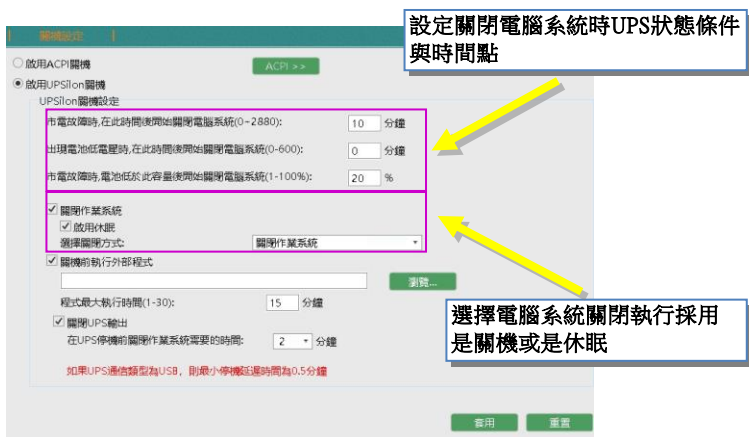 關機設定
設定關閉電腦系統時UPS狀態條件
與時間點
啟用ACPI關機
ACPI >>
啟用UPSilon關機
UPSilon關機設定
市電故障時,在此時間後開始關閉電腦系統(0~2880): 10 分鐘
出現電池低電壓時,在此時間後開始關閉電腦系統(0-600): 0 分鐘
市電故障時,電池低於此容量後開始關閉電腦系統(1-100%): 20 %
關閉作業系統
啟用休眠
選擇關閉方式: 關閉作業系統
關機前執行外部程式
瀏覽...
程式最大執行時間(1-30): 15 分鐘
選擇電腦系統關閉執行採用
是關機或是休眠
關閉UPS輸出
在UPS停機前關閉作業系統需要的時間: 2 分鐘
如果UPS通信類型為USB，則最小停機延遲時間為0.5分鐘
套用 重置